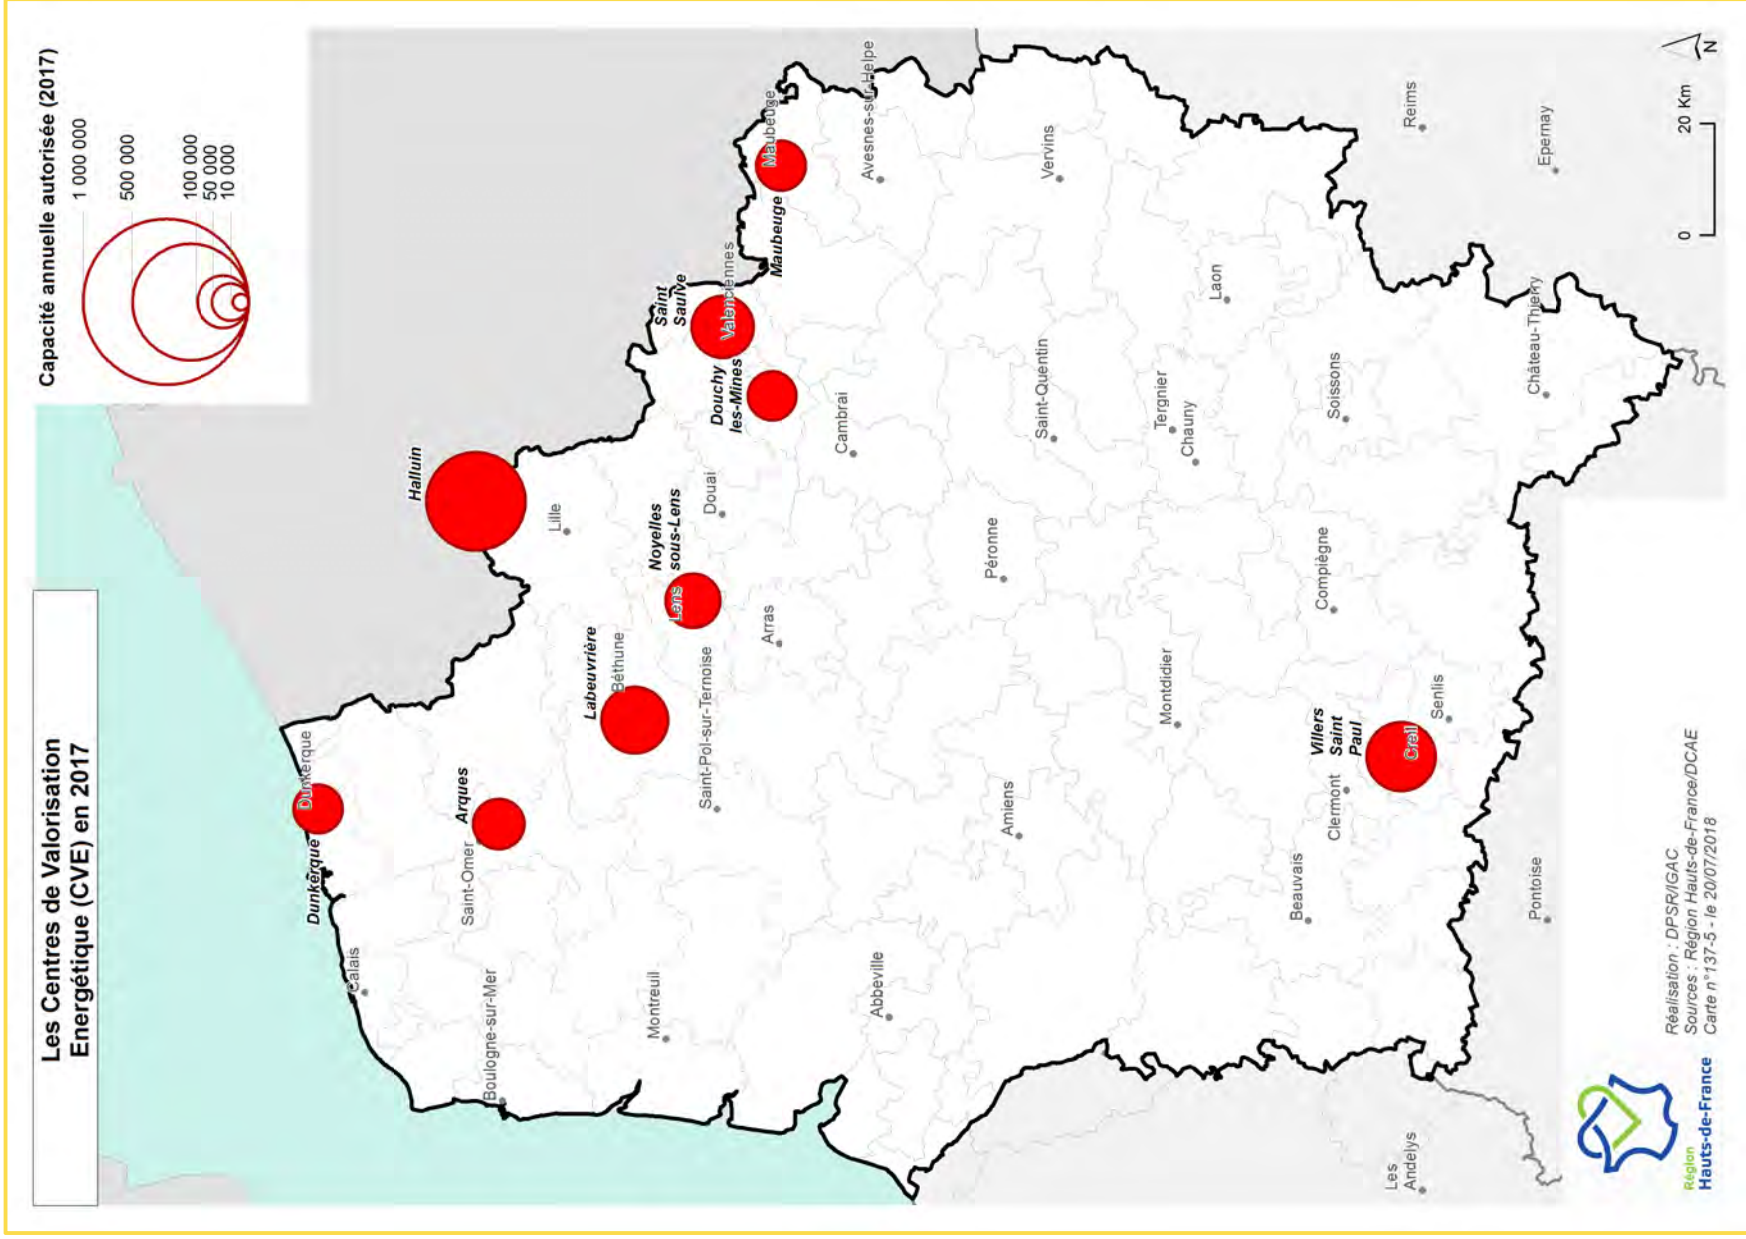 Les Centres de Valorisation
Energétique (CVE) en 2017
Capacité annuelle autorisée (2017)
1 000 000
500 000
100 000
50 000
10 000
Dunkerque
Dunkerque
Calais
Arques
Saint-Omer
Boulogne-sur-Mer
Halluin
Lille
Labeuvrière
Béthune
Noyelles
sous-Lens
Lens
Douai
Saint
Saulve
Valenciennes
Douchy
les-Mines
Maubeuge
Maubeuge
Montreuil
Saint-Pol-sur-Ternoise
Arras
Cambrai
Avesnes-sur-Helpe
Abbeville
Amiens
Péronne
Saint-Quentin
Vervins
Montdidier
Tergnier
Chauny
Laon
Beauvais
Clermont
Compiègne
Soissons
Villers
Saint
Paul
Creil
Senlis
Reims
Les
Andelys
Pontoise
Château-Thierry
Epernay
Région
Hauts-de-France
Réalisation : DPSR/IGAC
Sources : Région Hauts-de-France/DCAE
Carte n°137-5 - le 20/07/2018
0
20 Km
N